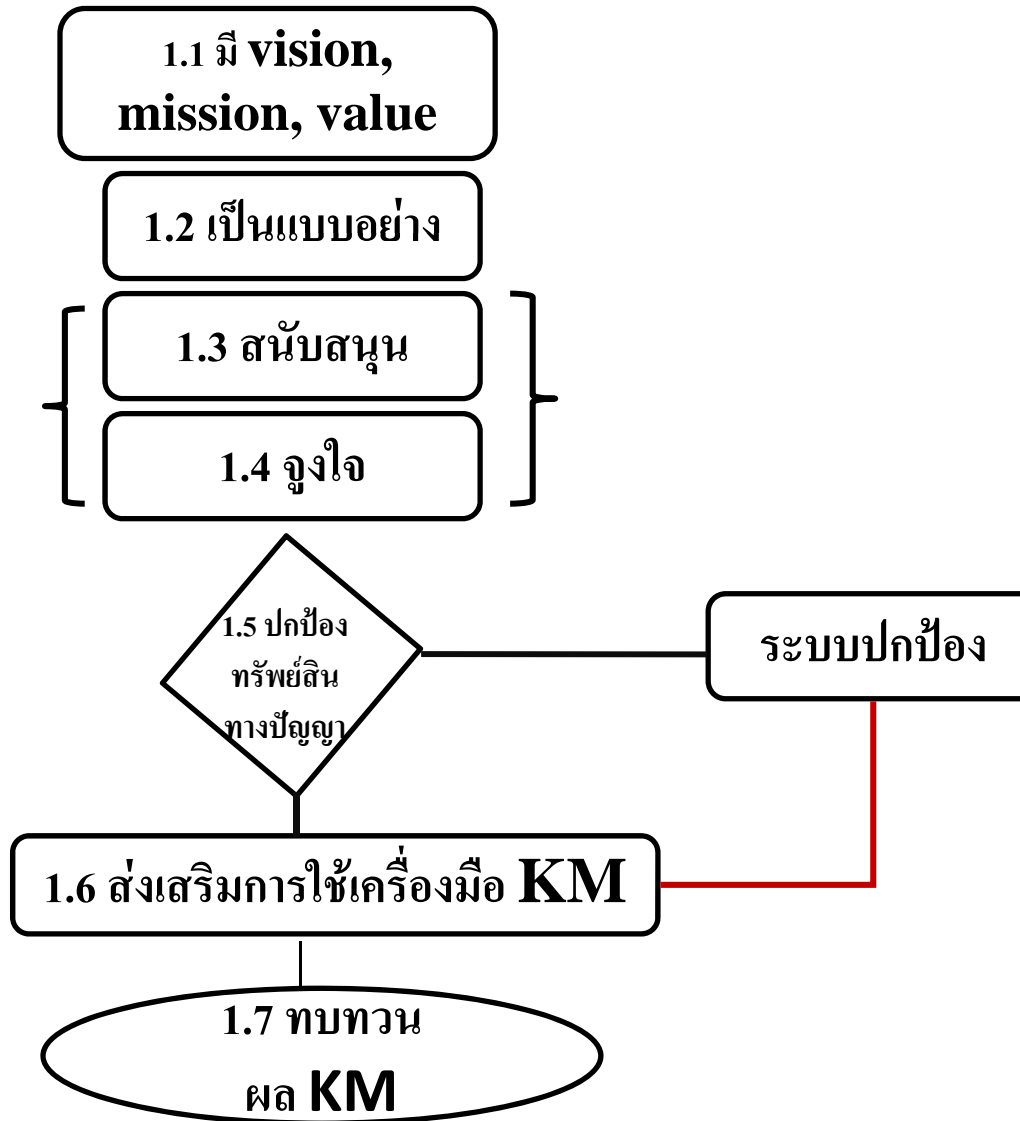 1.1 มี vision,
mission, value
1.2 เป็นแบบอย่าง
1.3 สนับสนุน
1.4 จูงใจ
1.5 ปกป้อง
ทรัพย์สิน
ทางปัญญา
ระบบปกป้อง
1.6 ส่งเสริมการใช้เครื่องมือ KM
1.7 ทบทวน
ผล KM